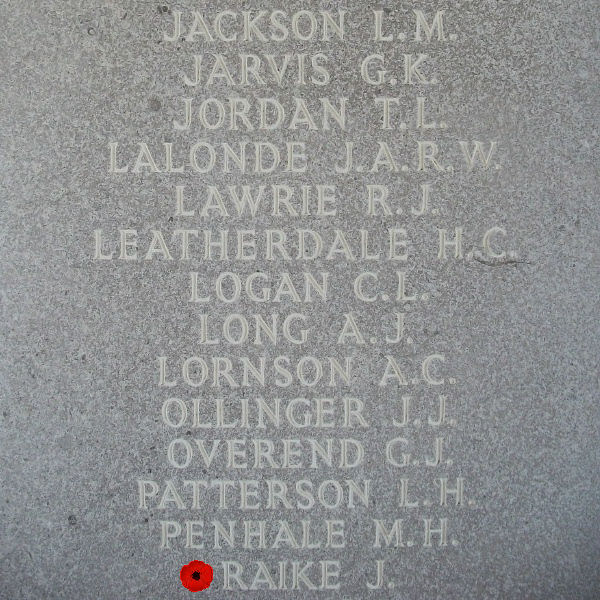 JACKSON L.M.
JARVIS G.K.
JORDAN T.L.
LALONDE J.A.R.W.
LAWRIE R.J.
LEATHERDALE H.C.
LOGAN C.L.
LONG A.J.
LORNSON A.C.
OLLINGER J.J.
OVEREND G.J.
PATTERSON L.H.
PENHALE M.H.
RAIKE J.